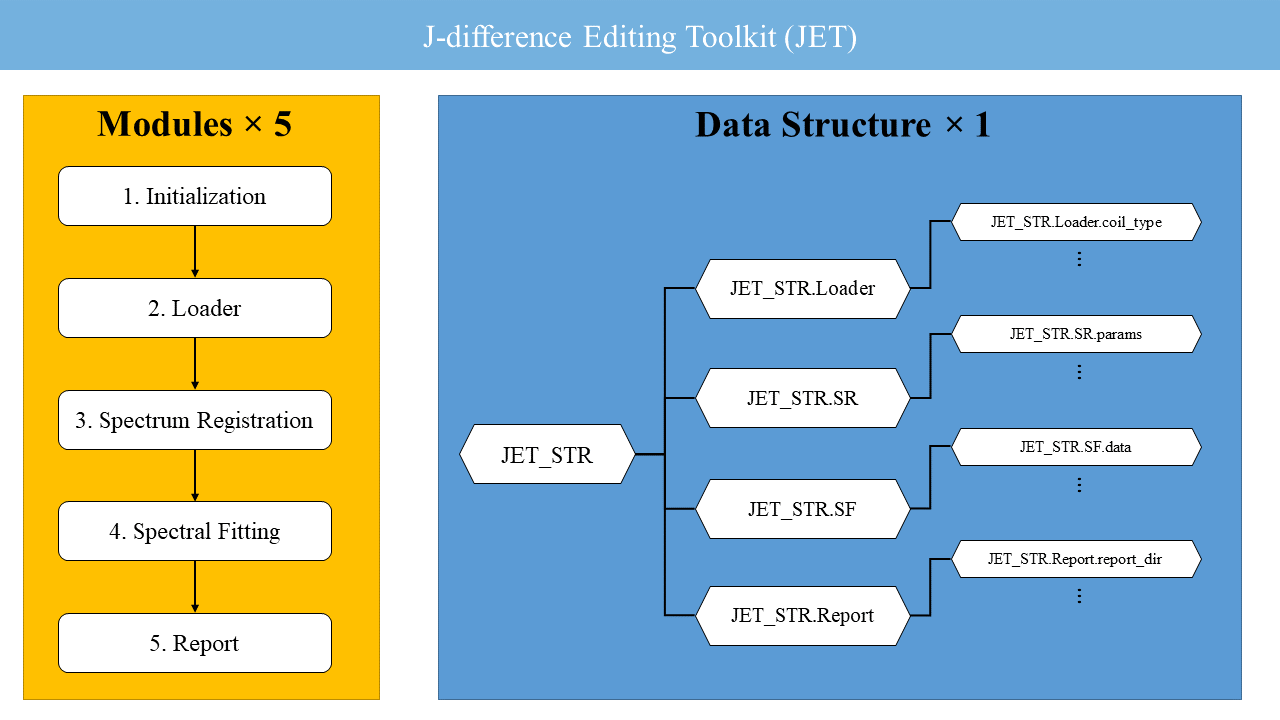 J-difference Editing Toolkit (JET)
Modules × 5
1. Initialization
2. Loader
3. Spectrum Registration
4. Spectral Fitting
5. Report
Data Structure × 1
JET_STR
JET_STR.Loader
JET_STR.SR
JET_STR.SF
JET_STR.Report
JET_STR.Loader.coil_type
...
JET_STR.SR.params
...
JET_STR.SF.data
...
JET_STR.Report.report_dir
...